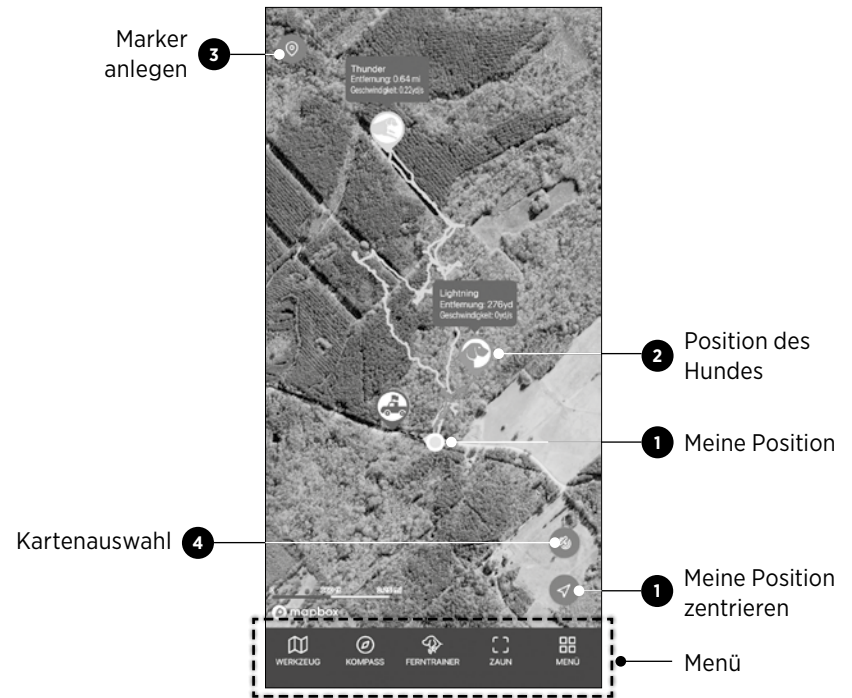 Marker
anlegen
3
Thunder
Entfernung: 0.64 mi
Geschwindigkeit: 0.22yd/s
Lightning
Entfernung: 276yd
Geschwindigkeit: 0yd/s
2
Position des
Hundes
1
Meine Position
Kartenauswahl
4
1
Meine Position
zentrieren
mapbox
WERKZEUG
KOMPASS
FERNTRAINER
ZAUN
MENÜ
Menü